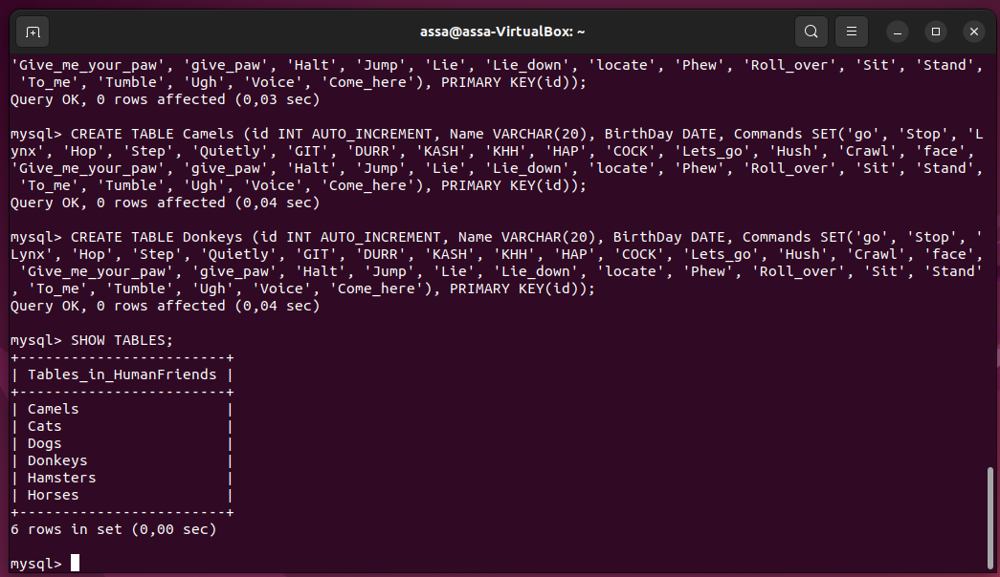 assa@assa-VirtualBox: ~
'Give_me_your_paw', 'give_paw', 'Halt', 'Jump', 'Lie', 'Lie_down', 'locate', 'Phew', 'Roll_over', 'Sit', 'Stand',
 'To_me', 'Tumble', 'Ugh', 'Voice', 'Come_here'), PRIMARY KEY(id));
Query OK, 0 rows affected (0,03 sec)
mysql> CREATE TABLE Camels (id INT AUTO_INCREMENT, Name VARCHAR(20), BirthDay DATE, Commands SET('go', 'Stop', 'L
ynx', 'Hop', 'Step', 'Quietly', 'GIT', 'DURR', 'KASH', 'KHH', 'HAP', 'COCK', 'Lets_go', 'Hush', 'Crawl', 'face',
'Give_me_your_paw', 'give_paw', 'Halt', 'Jump', 'Lie', 'Lie_down', 'locate', 'Phew', 'Roll_over', 'Sit', 'Stand',
 'To_me', 'Tumble', 'Ugh', 'Voice', 'Come_here'), PRIMARY KEY(id));
Query OK, 0 rows affected (0,04 sec)
mysql> CREATE TABLE Donkeys (id INT AUTO_INCREMENT, Name VARCHAR(20), BirthDay DATE, Commands SET('go', 'Stop', '
Lynx', 'Hop', 'Step', 'Quietly', 'GIT', 'DURR', 'KASH', 'KHH', 'HAP', 'COCK', 'Lets_go', 'Hush', 'Crawl', 'face',
 'Give_me_your_paw', 'give_paw', 'Halt', 'Jump', 'Lie', 'Lie_down', 'locate', 'Phew', 'Roll_over', 'Sit', 'Stand'
, 'To_me', 'Tumble', 'Ugh', 'Voice', 'Come_here'), PRIMARY KEY(id));
Query OK, 0 rows affected (0,04 sec)
mysql> SHOW TABLES;
+------------------------+
| Tables_in_HumanFriends |
+------------------------+
| Camels                 |
| Cats                   |
| Dogs                   |
| Donkeys                |
| Hamsters               |
| Horses                 |
+------------------------+
6 rows in set (0,00 sec)
mysql>